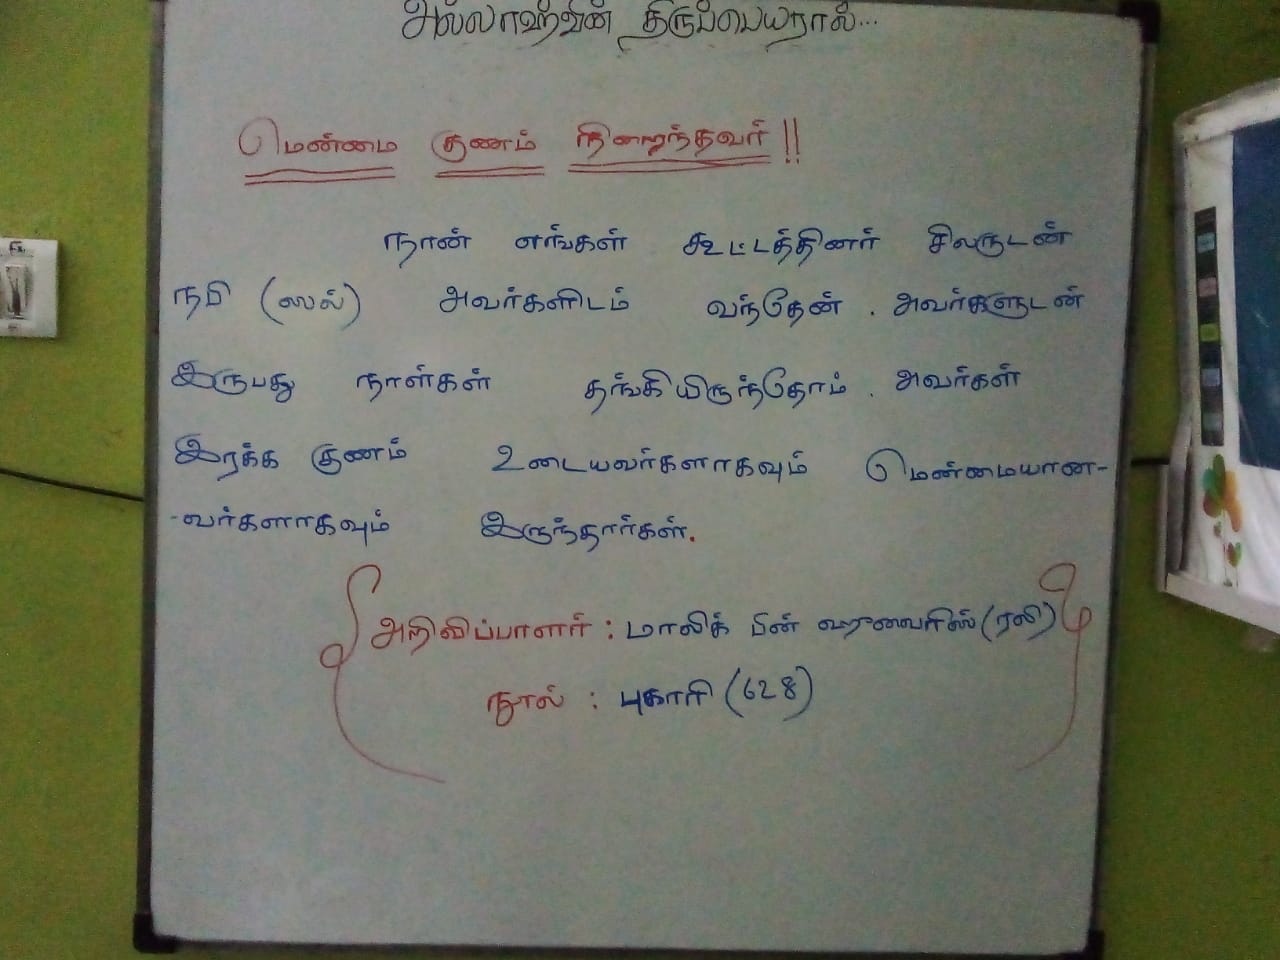 அல்லாஹ்வின் திருப்பெயரால்...
மென்மை குணம் நிறைந்தவர் !!
நான் எங்கள் கூட்டத்தினர் சிலருடன்
நபி (ஸல்) அவர்களிடம் வந்தேன். அவர்களுடன்
இருபது நாள்கள் தங்கியிருந்தோம். அவர்கள்
இரக்க குணம் உடையவர்களாகவும் மென்மையான-
-வர்களாகவும் இருந்தார்கள்.
அறிவிப்பாளர் : மாலிக் பின் ஹுவைரிஸ் (ரலி)
நூல் : புகாரி (628)